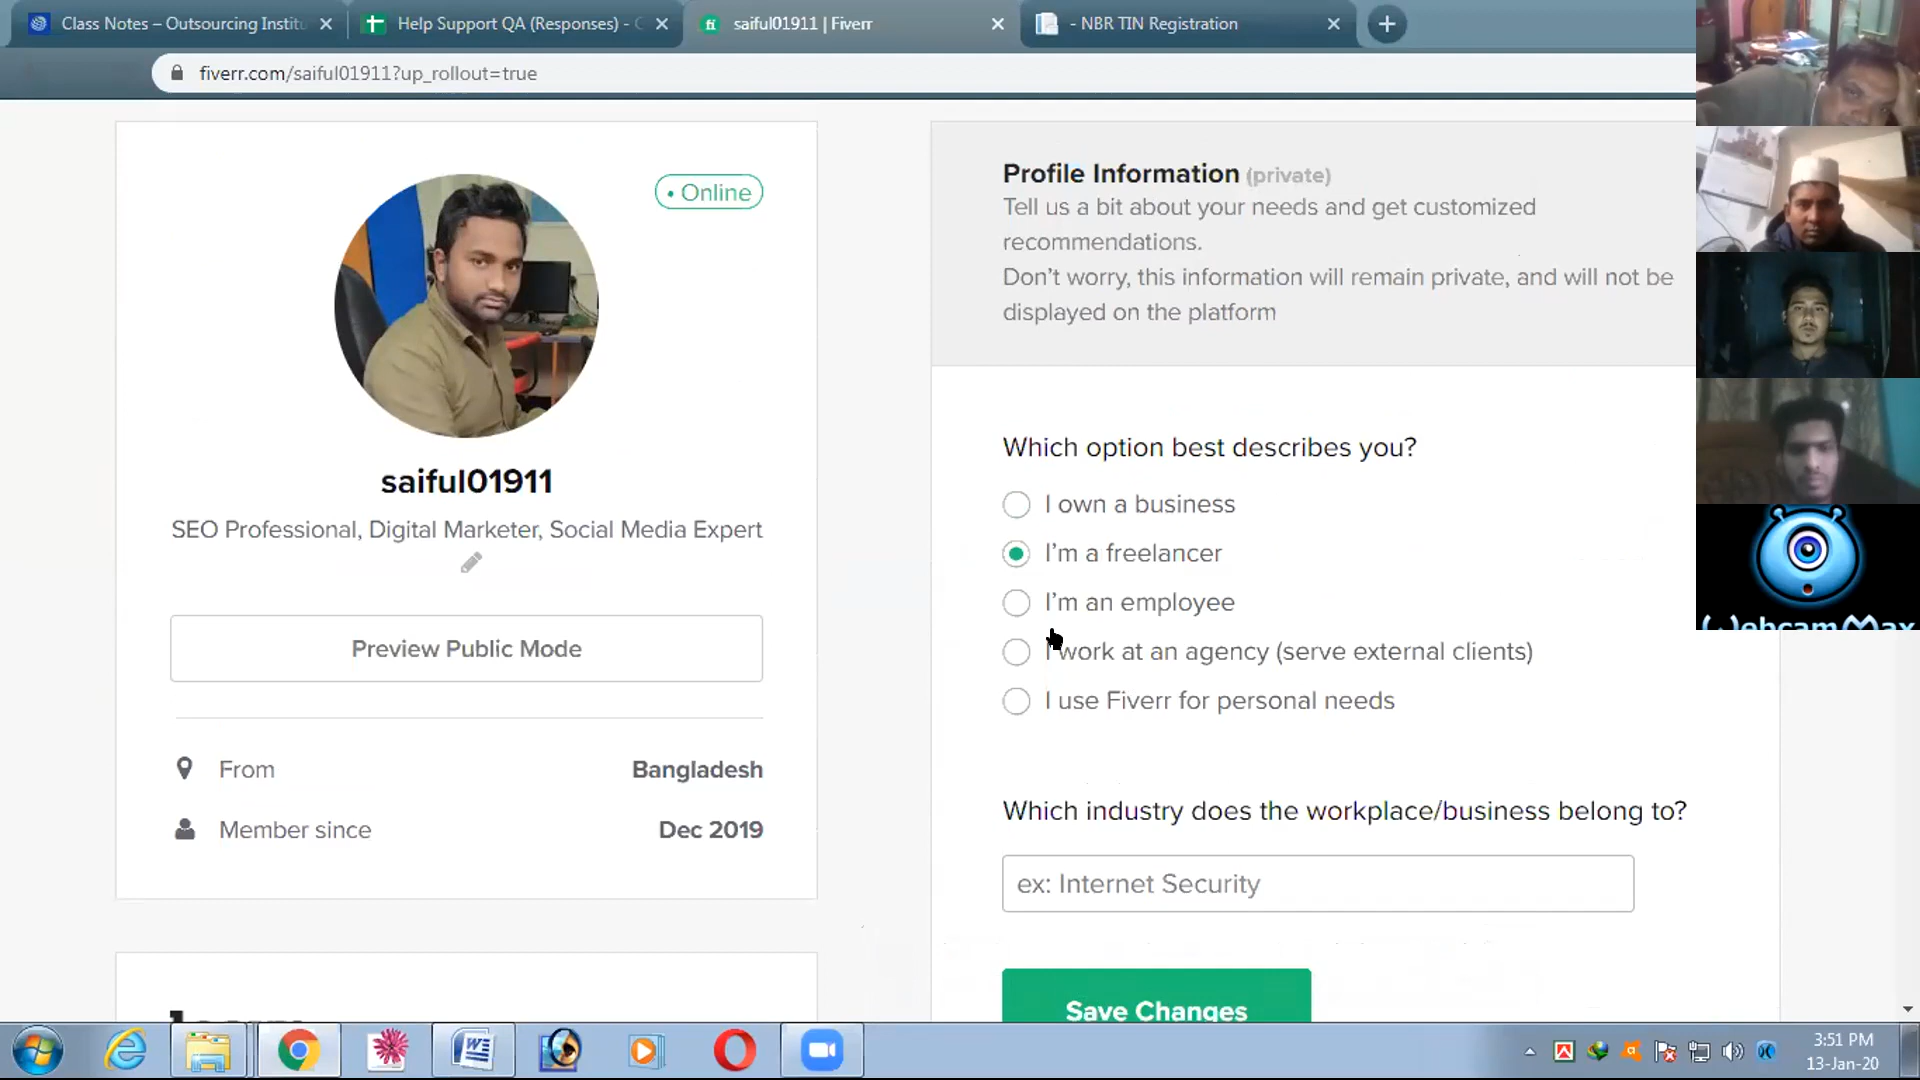 Class Notes – Outsourcing Institu
Help Support QA (Responses) - G
saiful01911 | Fiverr
- NBR TIN Registration
fiverr.com/saiful01911?up_rollout=true
Online
saiful01911
SEO Professional, Digital Marketer, Social Media Expert
Preview Public Mode
From Bangladesh
Member since Dec 2019
Profile Information (private)
Tell us a bit about your needs and get customized
recommendations.
Don’t worry, this information will remain private, and will not be
displayed on the platform
Which option best describes you?
I own a business
I’m a freelancer
I’m an employee
I work at an agency (serve external clients)
I use Fiverr for personal needs
Which industry does the workplace/business belong to?
ex: Internet Security
Save Changes
WebcamMax
3:51 PM
13-Jan-20